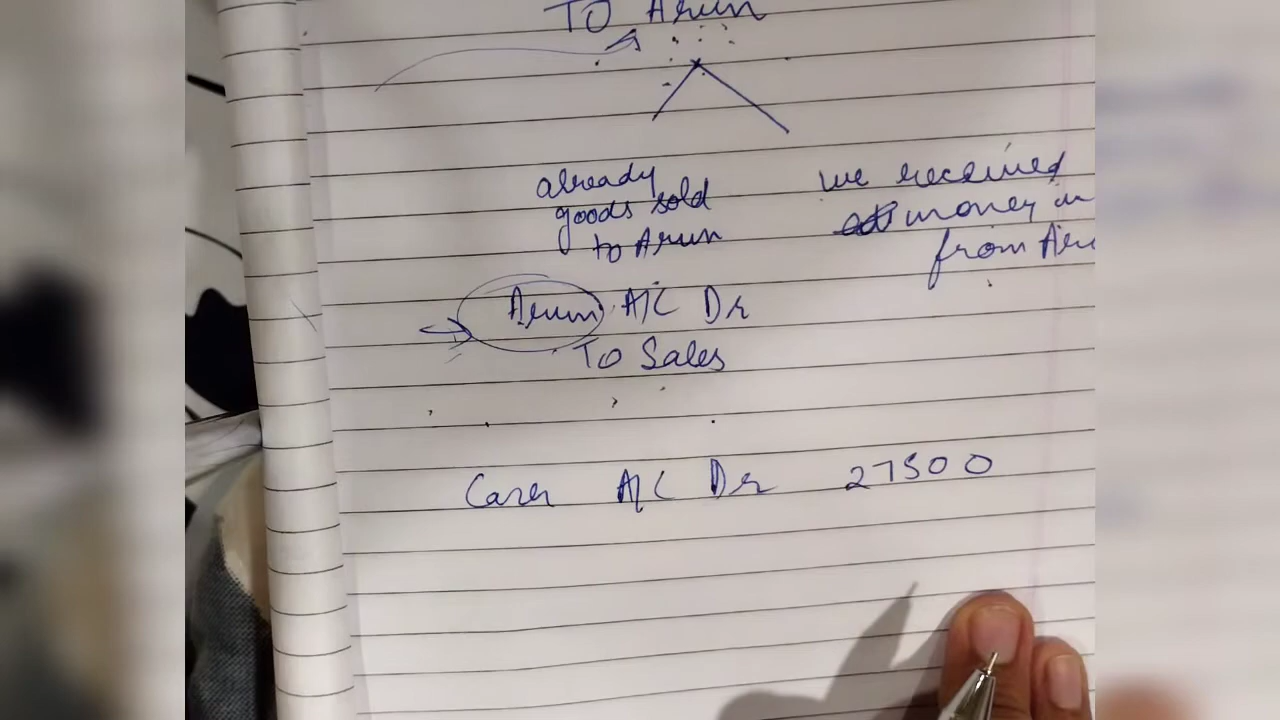 To Arun
already
goods sold
to Arun
we received
money in
from Aru
Arun A/C Dr
To Sales
Cash A/C Dr 27500